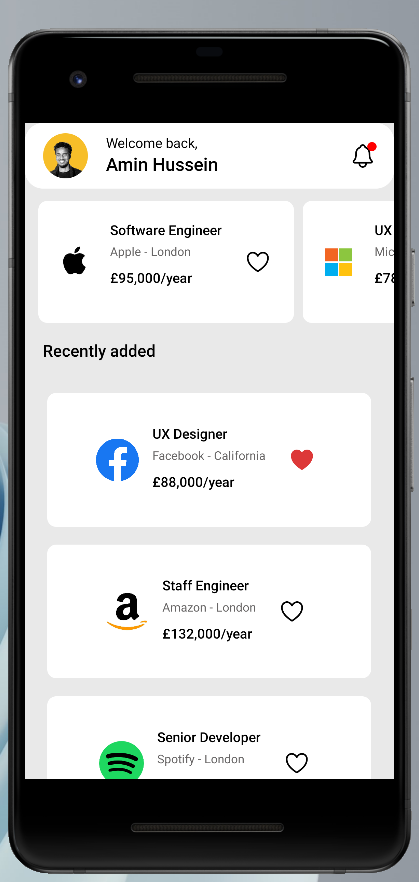 Welcome back,
Amin Hussein
Software Engineer
Apple - London
£95,000/year
UX
Mic
£78
Recently added
UX Designer
Facebook - California
£88,000/year
Staff Engineer
Amazon - London
£132,000/year
Senior Developer
Spotify - London